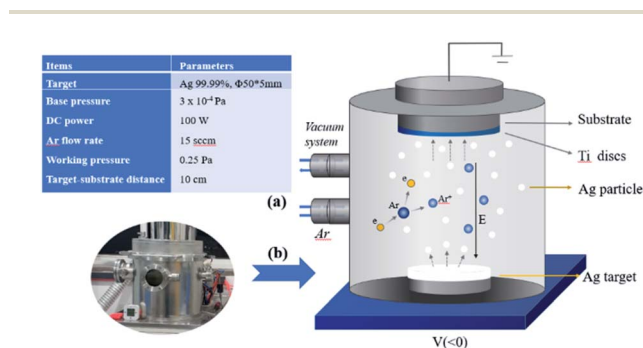 Items Parameters
Target Ag 99.99%, Φ50*5mm
Base pressure 3 x 10⁻⁴ Pa
DC power 100 W
Ar flow rate 15 sccm
Working pressure 0.25 Pa
Target-substrate distance 10 cm
(a)
(b)
Vacuum
system
Ar
Substrate
Ti discs
Ag particle
Ag target
e
Ar
Ar⁺
e
E
V(<0)